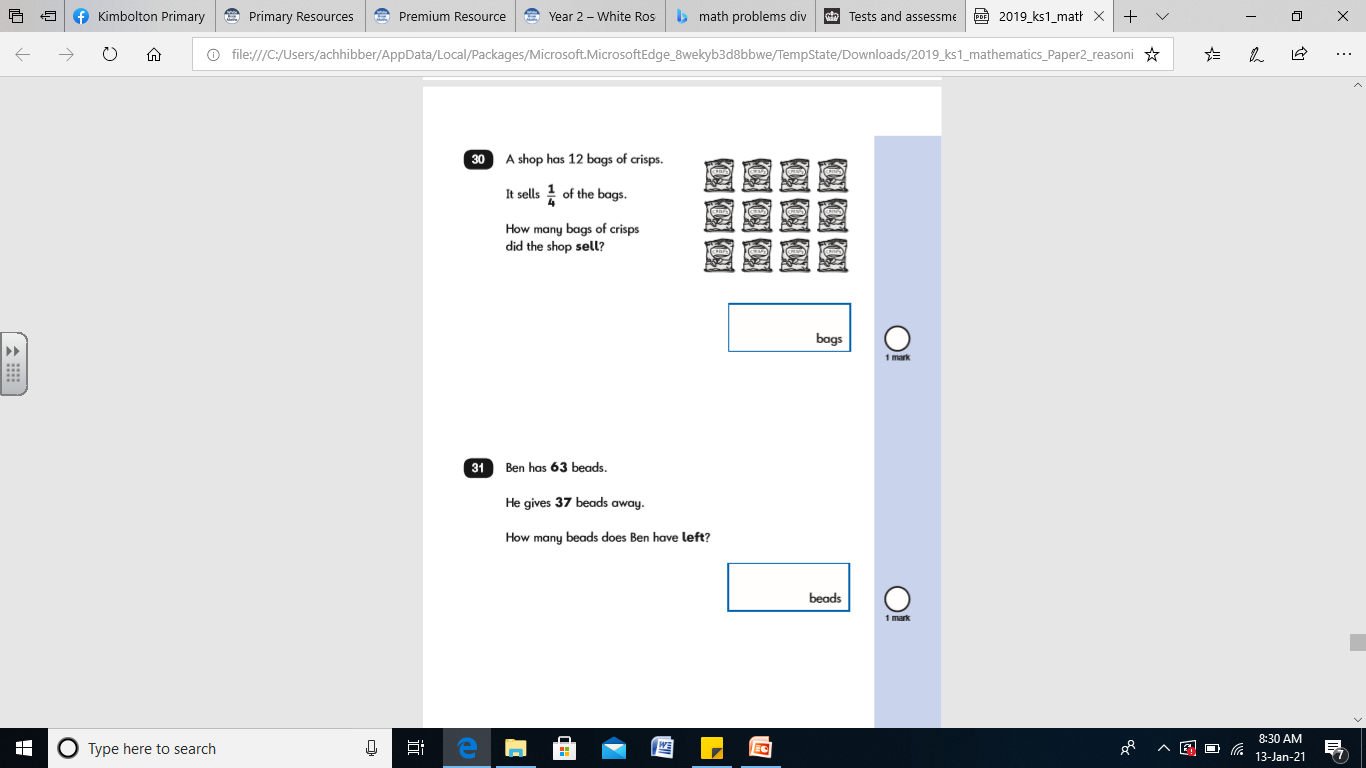 Kimbolton Primary
Primary Resources
Premium Resource
Year 2 – White Ros
math problems div
Tests and assessme
2019_ks1_matl
file:///C:/Users/achhibber/AppData/Local/Packages/Microsoft.MicrosoftEdge_8wekyb3d8bbwe/TempState/Downloads/2019_ks1_mathematics_Paper2_reasoni
30 A shop has 12 bags of crisps.
It sells 1/4 of the bags.
How many bags of crisps
did the shop sell?
bags
1 mark
31 Ben has 63 beads.
He gives 37 beads away.
How many beads does Ben have left?
beads
1 mark
Type here to search
8:30 AM
13-Jan-21
7